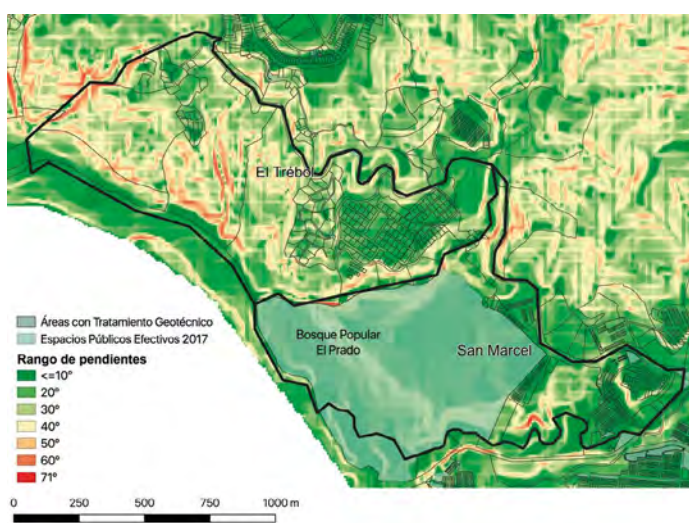 El Trébol
Bosque Popular
El Prado
San Marcel
Áreas con Tratamiento Geotécnico
Espacios Públicos Efectivos 2017
Rango de pendientes
<=10°
20°
30°
40°
50°
60°
71°
0 250 500 750 1000 m